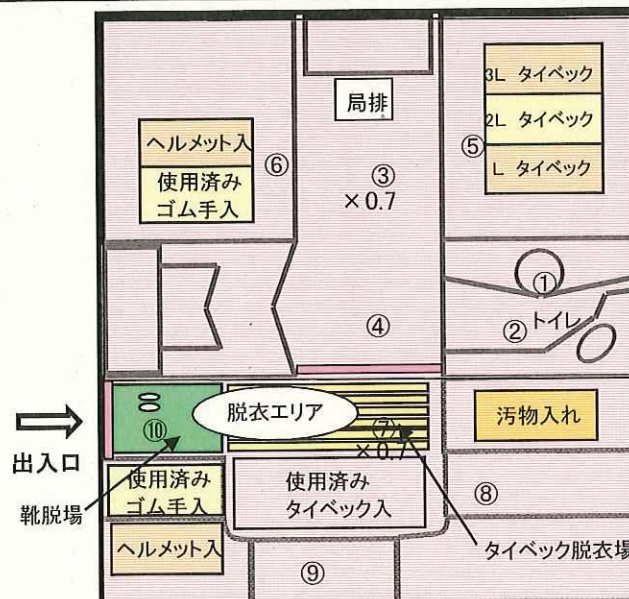 3L タイベック
2L タイベック
L タイベック
⑤
局排
③
×0.7
ヘルメット入
使用済み
ゴム手入
⑥
①
②
トイレ
④
出入口
⑩
脱衣エリア
⑦
×0.7
汚物入れ
靴脱場
使用済み
ゴム手入
使用済み
タイベック入
⑧
ヘルメット入
⑨
タイベック脱衣場